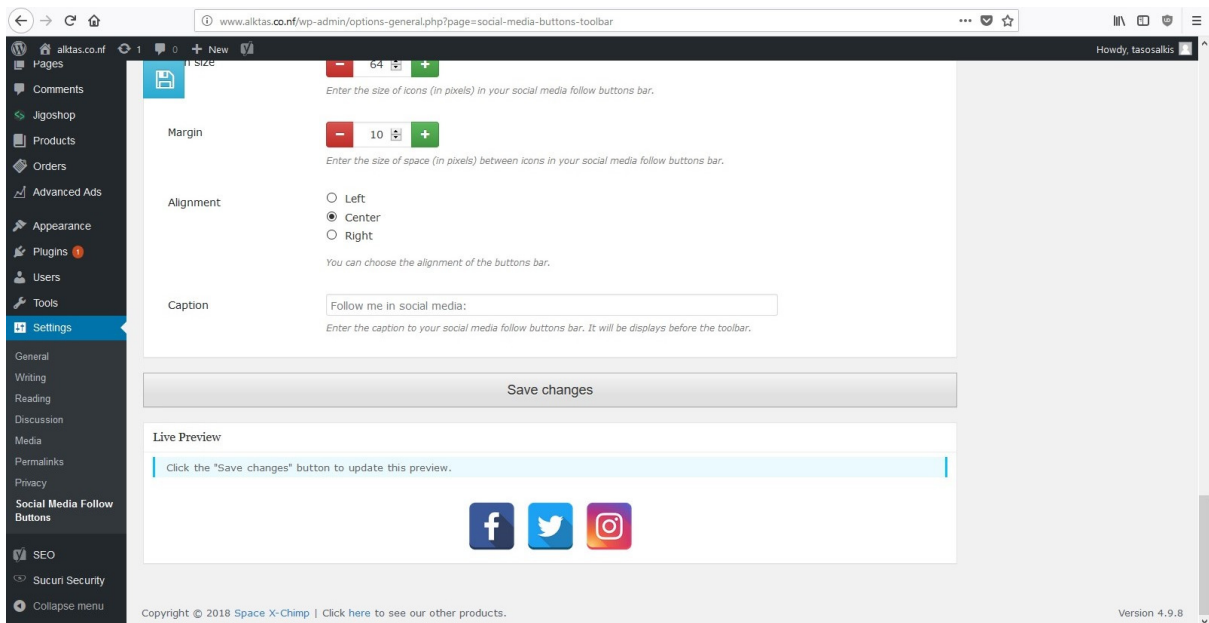 www.alktas.co.nf/wp-admin/options-general.php?page=social-media-buttons-toolbar
alktas.co.nf 1 0 + New
Howdy, tasosalkis
Pages
Comments
Jigoshop
Products
Orders
Advanced Ads
Appearance
Plugins 1
Users
Tools
Settings
General
Writing
Reading
Discussion
Media
Permalinks
Privacy
Social Media Follow
Buttons
SEO
Sucuri Security
Collapse menu
size
64
Enter the size of icons (in pixels) in your social media follow buttons bar.
Margin
10
Enter the size of space (in pixels) between icons in your social media follow buttons bar.
Alignment
Left
Center
Right
You can choose the alignment of the buttons bar.
Caption
Follow me in social media:
Enter the caption to your social media follow buttons bar. It will be displays before the toolbar.
Save changes
Live Preview
Click the "Save changes" button to update this preview.
Copyright © 2018 Space X-Chimp | Click here to see our other products.
Version 4.9.8